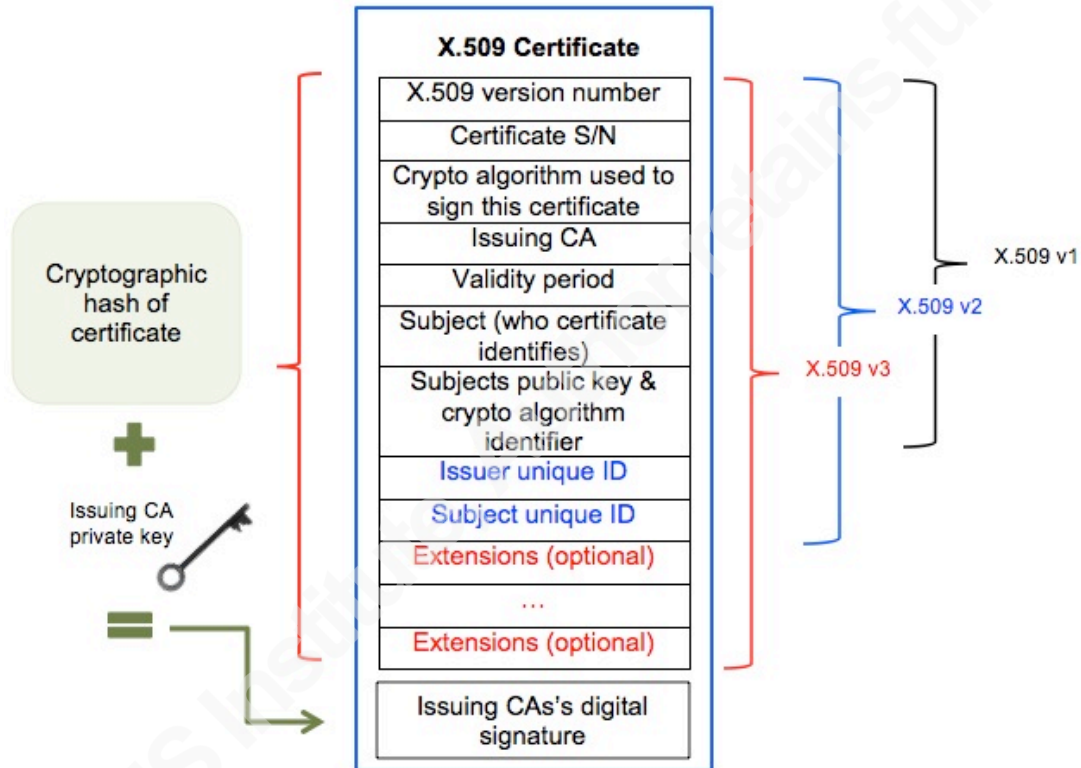 X.509 Certificate
X.509 version number
Certificate S/N
Crypto algorithm used to
sign this certificate
Issuing CA
Validity period
Subject (who certificate
identifies)
Subjects public key &
crypto algorithm
identifier
Issuer unique ID
Subject unique ID
Extensions (optional)
...
Extensions (optional)
Issuing CAs's digital
signature
Cryptographic
hash of
certificate
Issuing CA
private key
X.509 v3
X.509 v2
X.509 v1